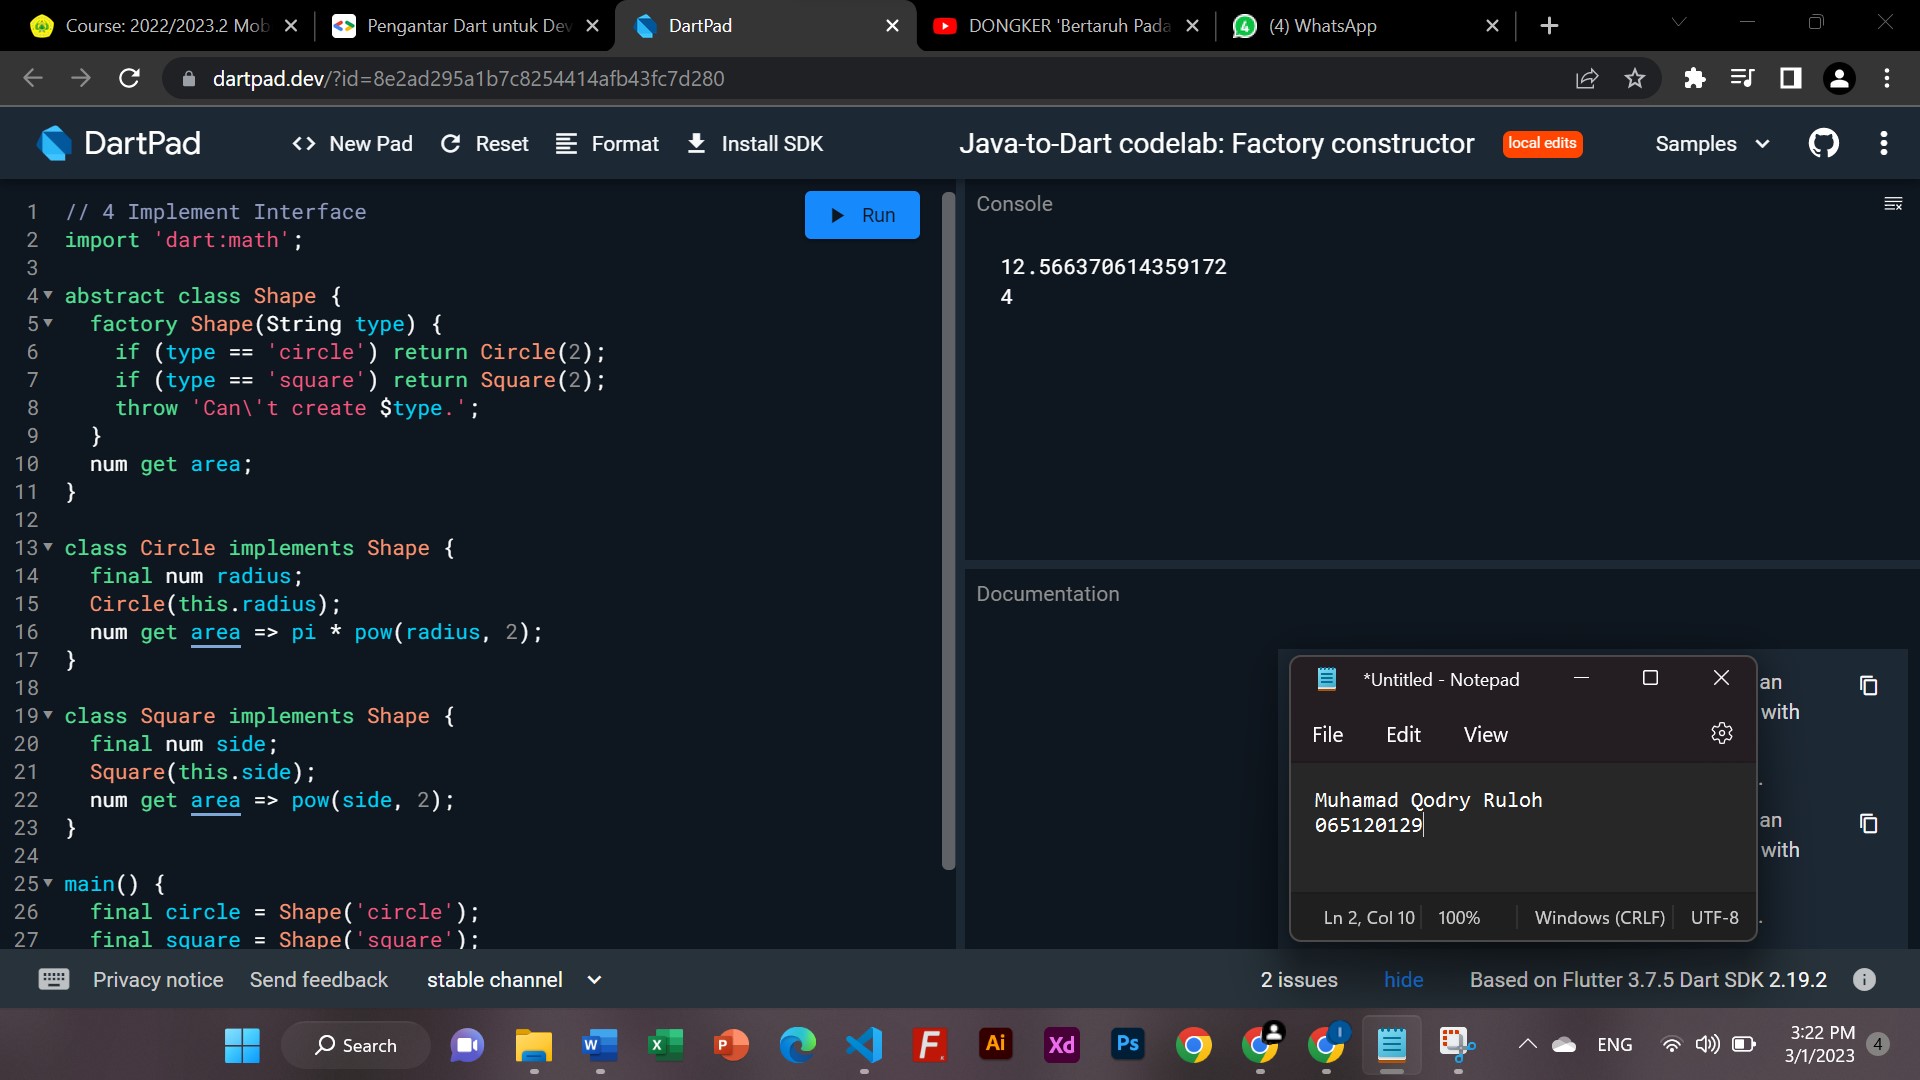 Course: 2022/2023.2 Mob
Pengantar Dart untuk Dev
DartPad
DONGKER 'Bertaruh Pada
(4) WhatsApp
dartpad.dev/?id=8e2ad295a1b7c8254414afb43fc7d280
DartPad
<> New Pad
Reset
Format
Install SDK
Java-to-Dart codelab: Factory constructor
local edits
Samples
Run
1 // 4 Implement Interface
2 import 'dart:math';
3
4 abstract class Shape {
5 factory Shape(String type) {
6 if (type == 'circle') return Circle(2);
7 if (type == 'square') return Square(2);
8 throw 'Can\'t create $type.';
9 }
10 num get area;
11 }
12
13 class Circle implements Shape {
14 final num radius;
15 Circle(this.radius);
16 num get area => pi * pow(radius, 2);
17 }
18
19 class Square implements Shape {
20 final num side;
21 Square(this.side);
22 num get area => pow(side, 2);
23 }
24
25 main() {
26 final circle = Shape('circle');
27 final square = Shape('square');
Console
12.566370614359172
4
Documentation
an
with
.
an
with
.
*Untitled - Notepad
File Edit View
Muhamad Qodry Ruloh
065120129
Ln 2, Col 10 100% Windows (CRLF) UTF-8
Privacy notice Send feedback stable channel
2 issues hide Based on Flutter 3.7.5 Dart SDK 2.19.2
Search
W
X
P
F
Ai
Xd
Ps
ENG
3:22 PM
3/1/2023
4